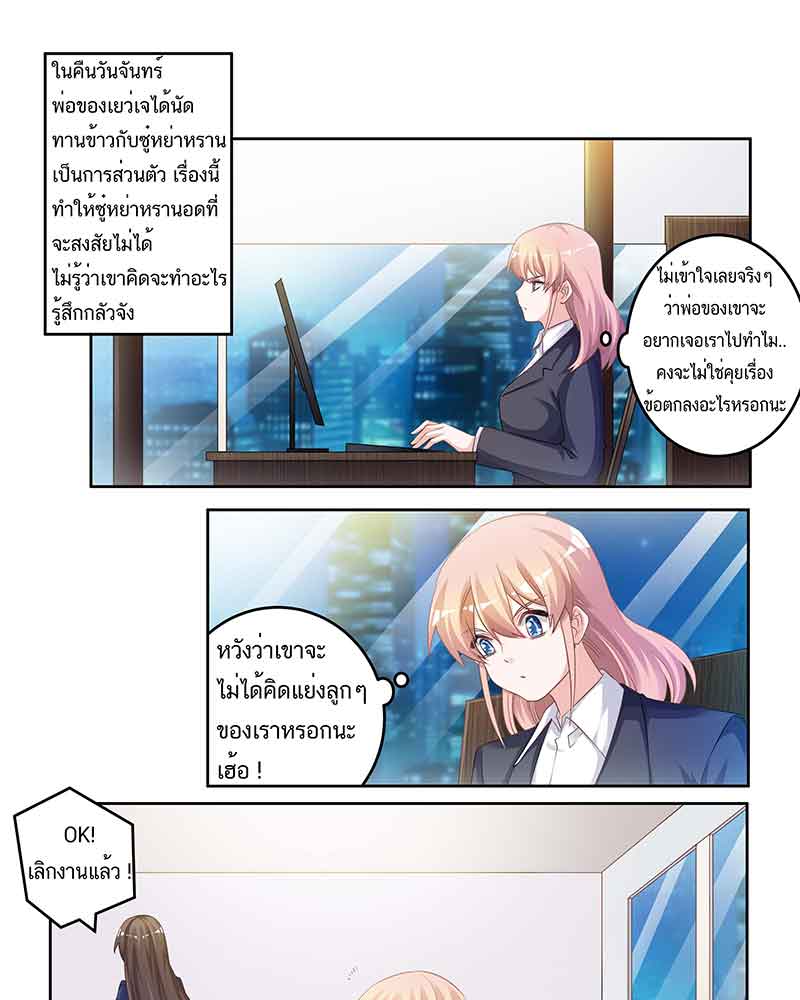 ในคืนวันจันทร์
พ่อของเยว่เจได้นัด
ทานข้าวกับซู๋หย่าหราน
เป็นการส่วนตัว เรื่องนี้
ทำให้ซู๋หย่าหรานอดที่
จะสงสัยไม่ได้
ไม่รู้ว่าเขาคิดจะทำอะไร
รู้สึกกลัวจัง
ไม่เข้าใจเลยจริงๆ
ว่าพ่อของเขาจะ
อยากเจอเราไปทำไม..
คงจะไม่ใช่คุยเรื่อง
ข้อตกลงอะไรหรอกนะ
หวังว่าเขาจะ
ไม่ได้คิดแย่งลูกๆ
ของเราหรอกนะ
เฮ้อ !
OK!
เลิกงานแล้ว !